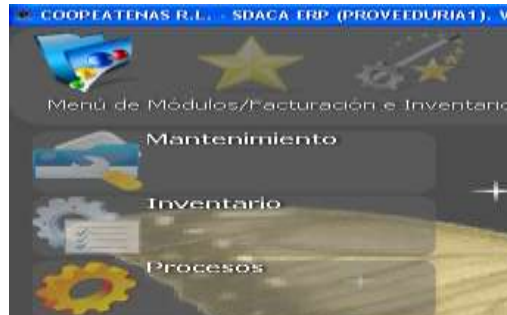 COOPEATENAS R.L. - SDACA ERP (PROVEEDURIA1). V
Menú de Módulos/Facturación e Inventario
Mantenimiento
Inventario
Procesos